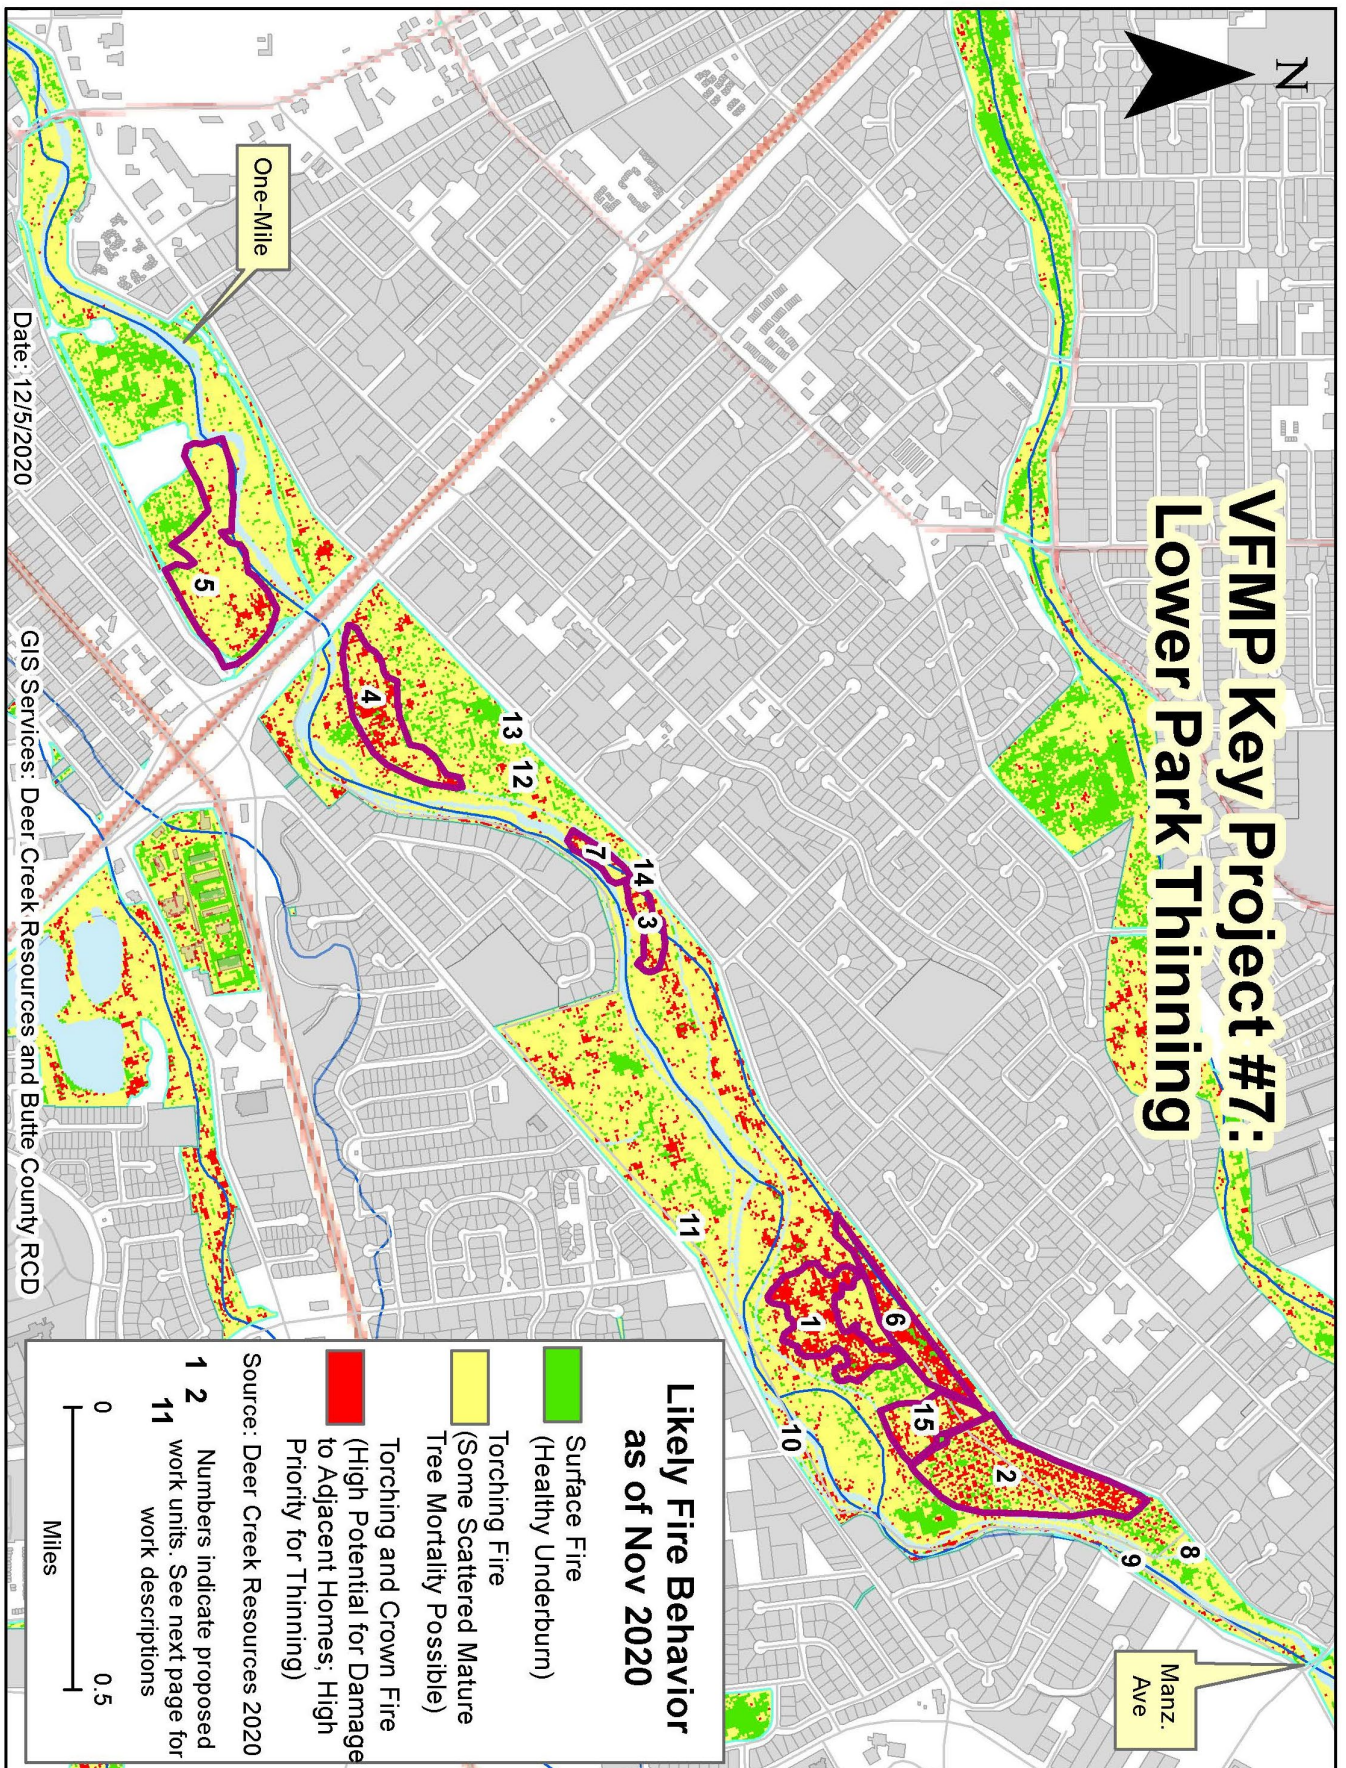 VFMP Key Project #7:
Lower Park Thinning
N
One-Mile
Manz.
Ave
1
2
3
4
5
6
7
8
9
10
11
12
13
14
15
Likely Fire Behavior
as of Nov 2020
Surface Fire
(Healthy Underburn)
Torching Fire
(Some Scattered Mature
Tree Mortality Possible)
Torching and Crown Fire
(High Potential for Damage
to Adjacent Homes; High
Priority for Thinning)
Source: Deer Creek Resources 2020
1 2
11
Numbers indicate proposed
work units. See next page for
work descriptions
0 0.5
Miles
Date: 12/5/2020
GIS Services: Deer Creek Resources and Butte County RCD